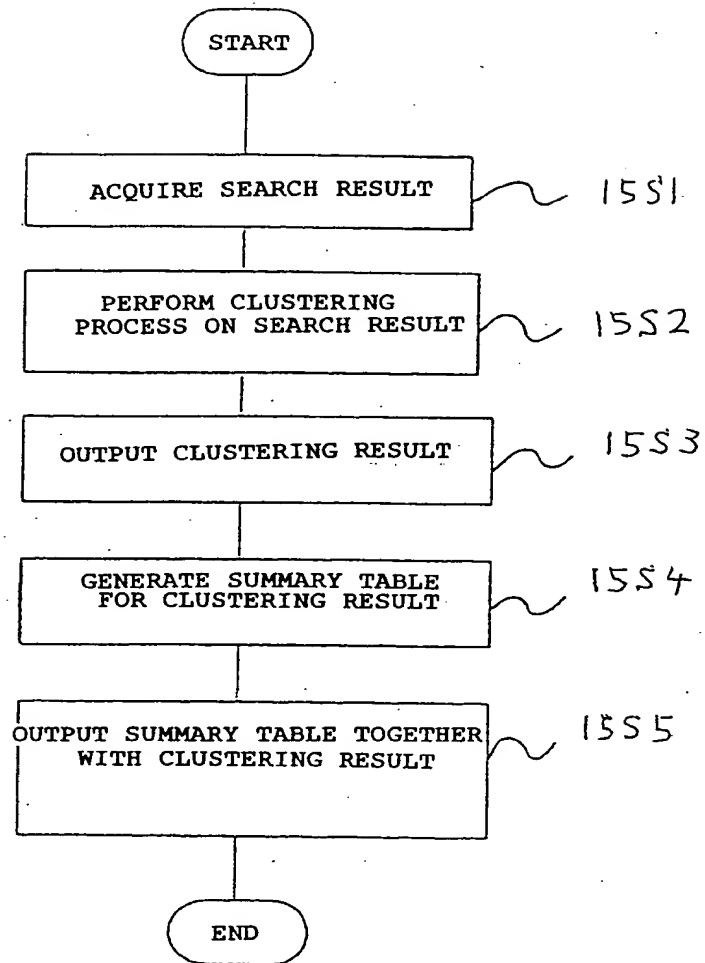 START
ACQUIRE SEARCH RESULT
15S1
PERFORM CLUSTERING
PROCESS ON SEARCH RESULT
15S2
OUTPUT CLUSTERING RESULT
15S3
GENERATE SUMMARY TABLE
FOR CLUSTERING RESULT
15S4
OUTPUT SUMMARY TABLE TOGETHER
WITH CLUSTERING RESULT
15S5
END